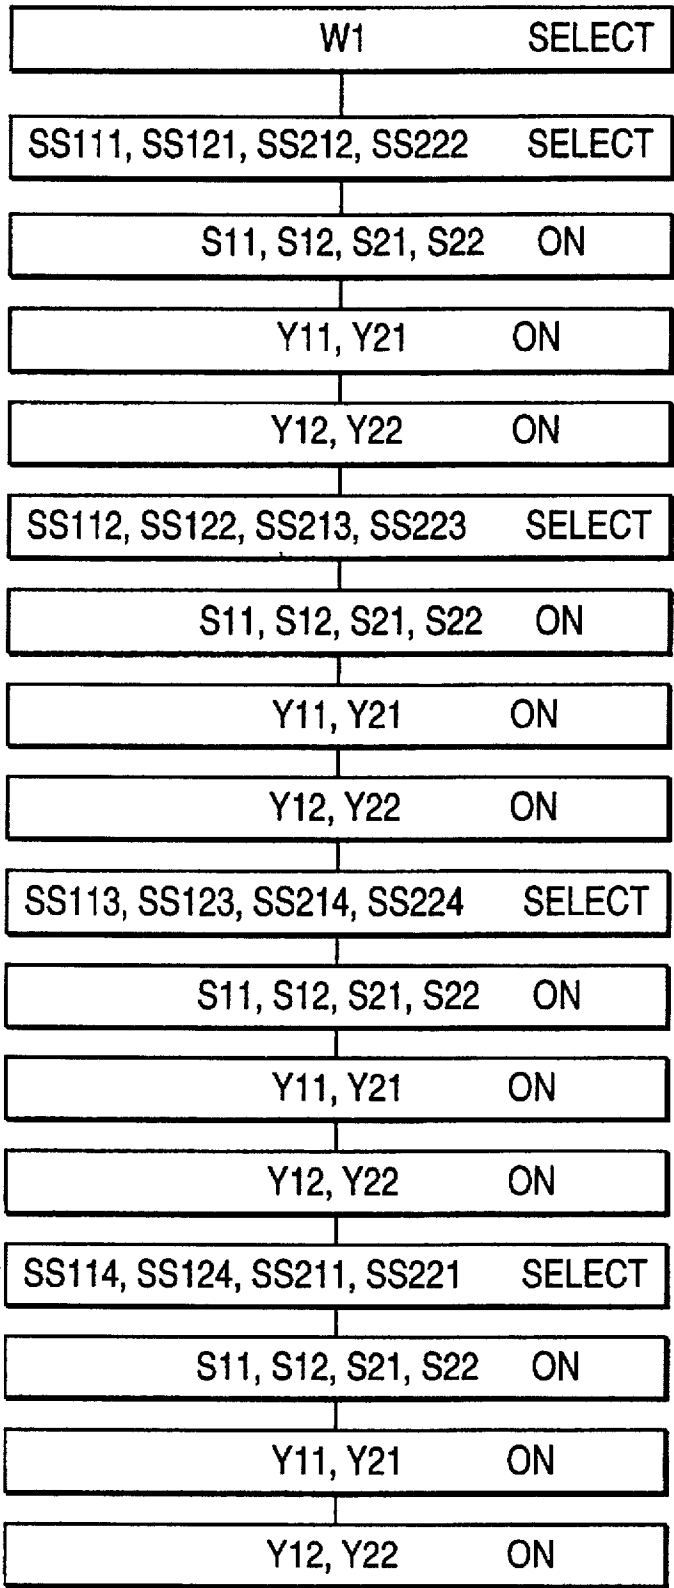 W1 SELECT
SS111, SS121, SS212, SS222 SELECT
S11, S12, S21, S22 ON
Y11, Y21 ON
Y12, Y22 ON
SS112, SS122, SS213, SS223 SELECT
S11, S12, S21, S22 ON
Y11, Y21 ON
Y12, Y22 ON
SS113, SS123, SS214, SS224 SELECT
S11, S12, S21, S22 ON
Y11, Y21 ON
Y12, Y22 ON
SS114, SS124, SS211, SS221 SELECT
S11, S12, S21, S22 ON
Y11, Y21 ON
Y12, Y22 ON